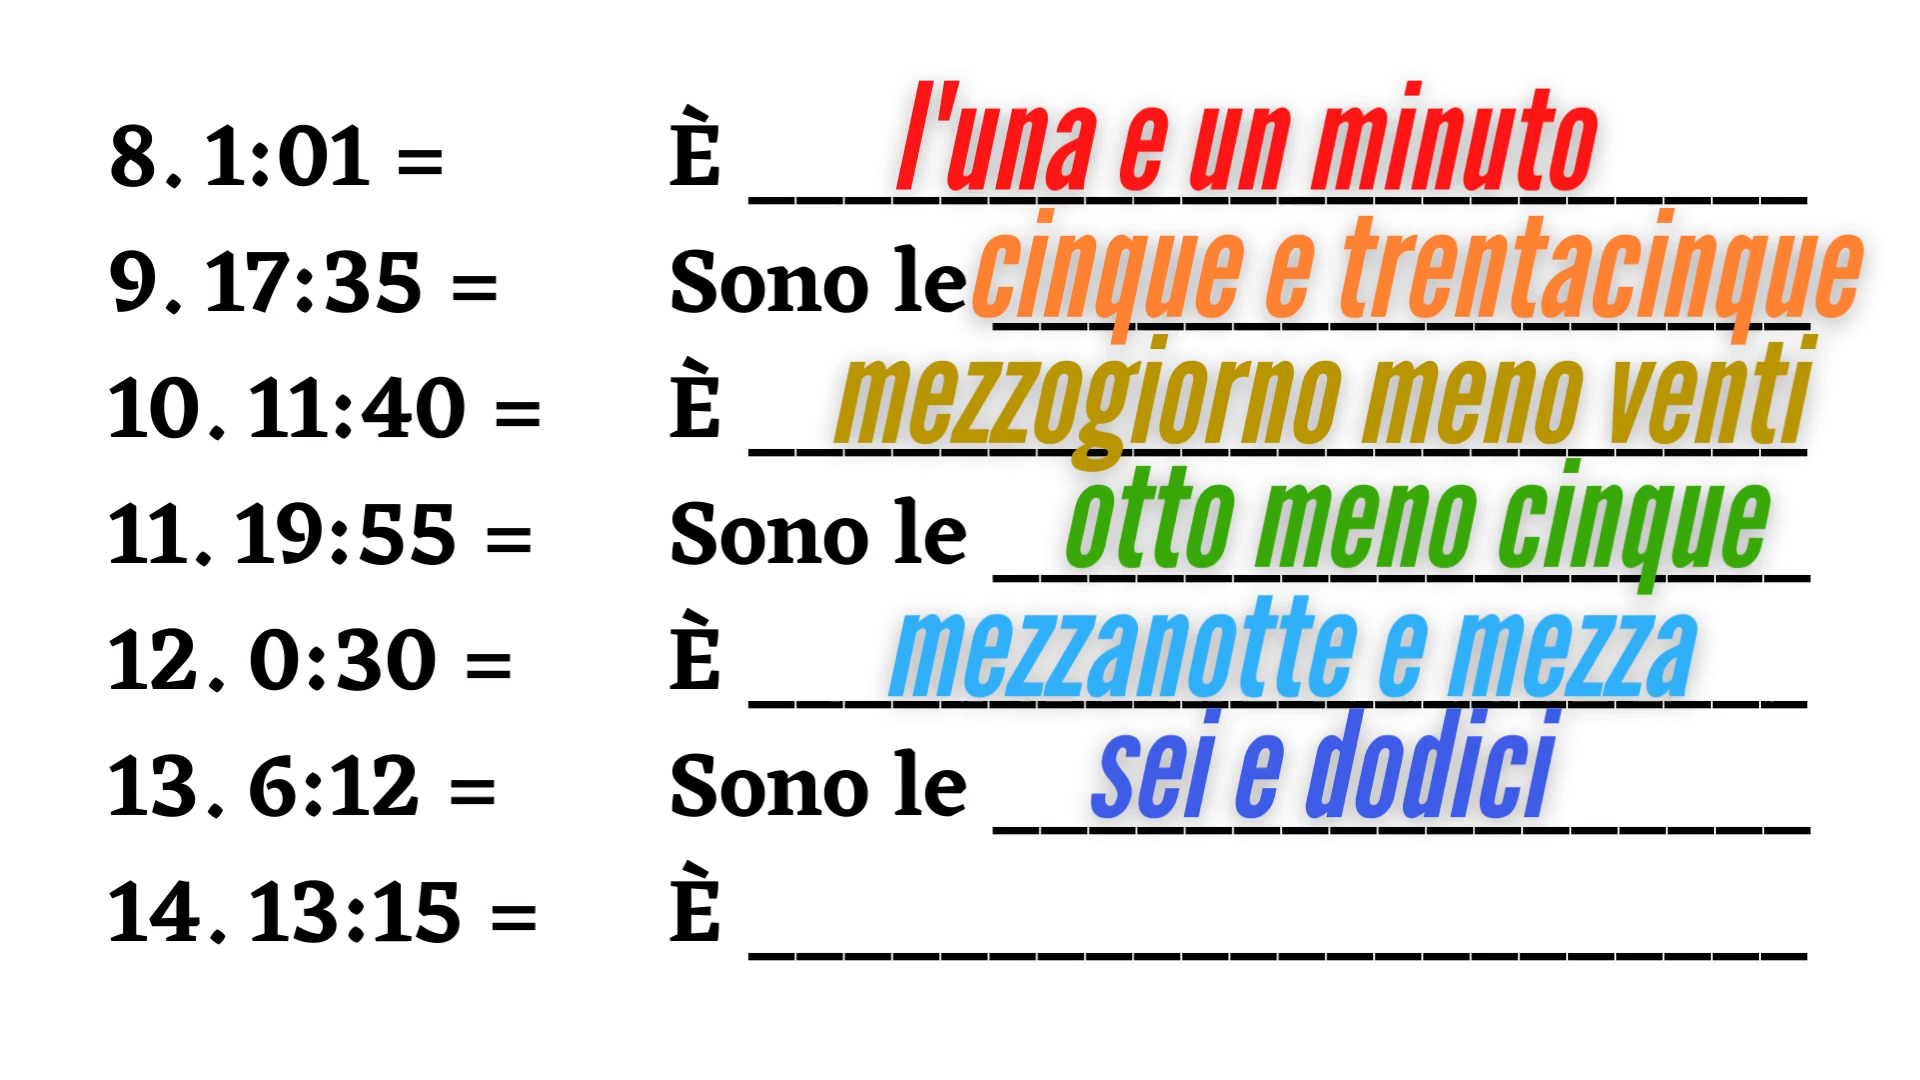 8. 1:01 = È l'una e un minuto
9. 17:35 = Sono le cinque e trentacinque
10. 11:40 = È mezzogiorno meno venti
11. 19:55 = Sono le otto meno cinque
12. 0:30 = È mezzanotte e mezza
13. 6:12 = Sono le sei e dodici
14. 13:15 = È ______________________